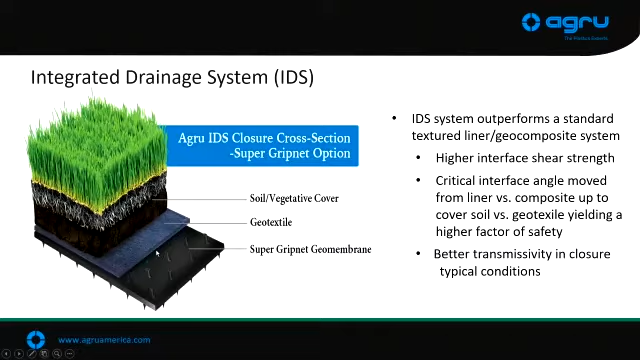 agru
The Plastics Experts
Integrated Drainage System (IDS)
Agru IDS Closure Cross-Section
-Super Gripnet Option
Soil/Vegetative Cover
Geotextile
Super Gripnet Geomembrane
• IDS system outperforms a standard
textured liner/geocomposite system
• Higher interface shear strength
• Critical interface angle moved
from liner vs. composite up to
cover soil vs. geotexile yielding a
higher factor of safety
• Better transmissivity in closure
typical conditions
www.agruamerica.com